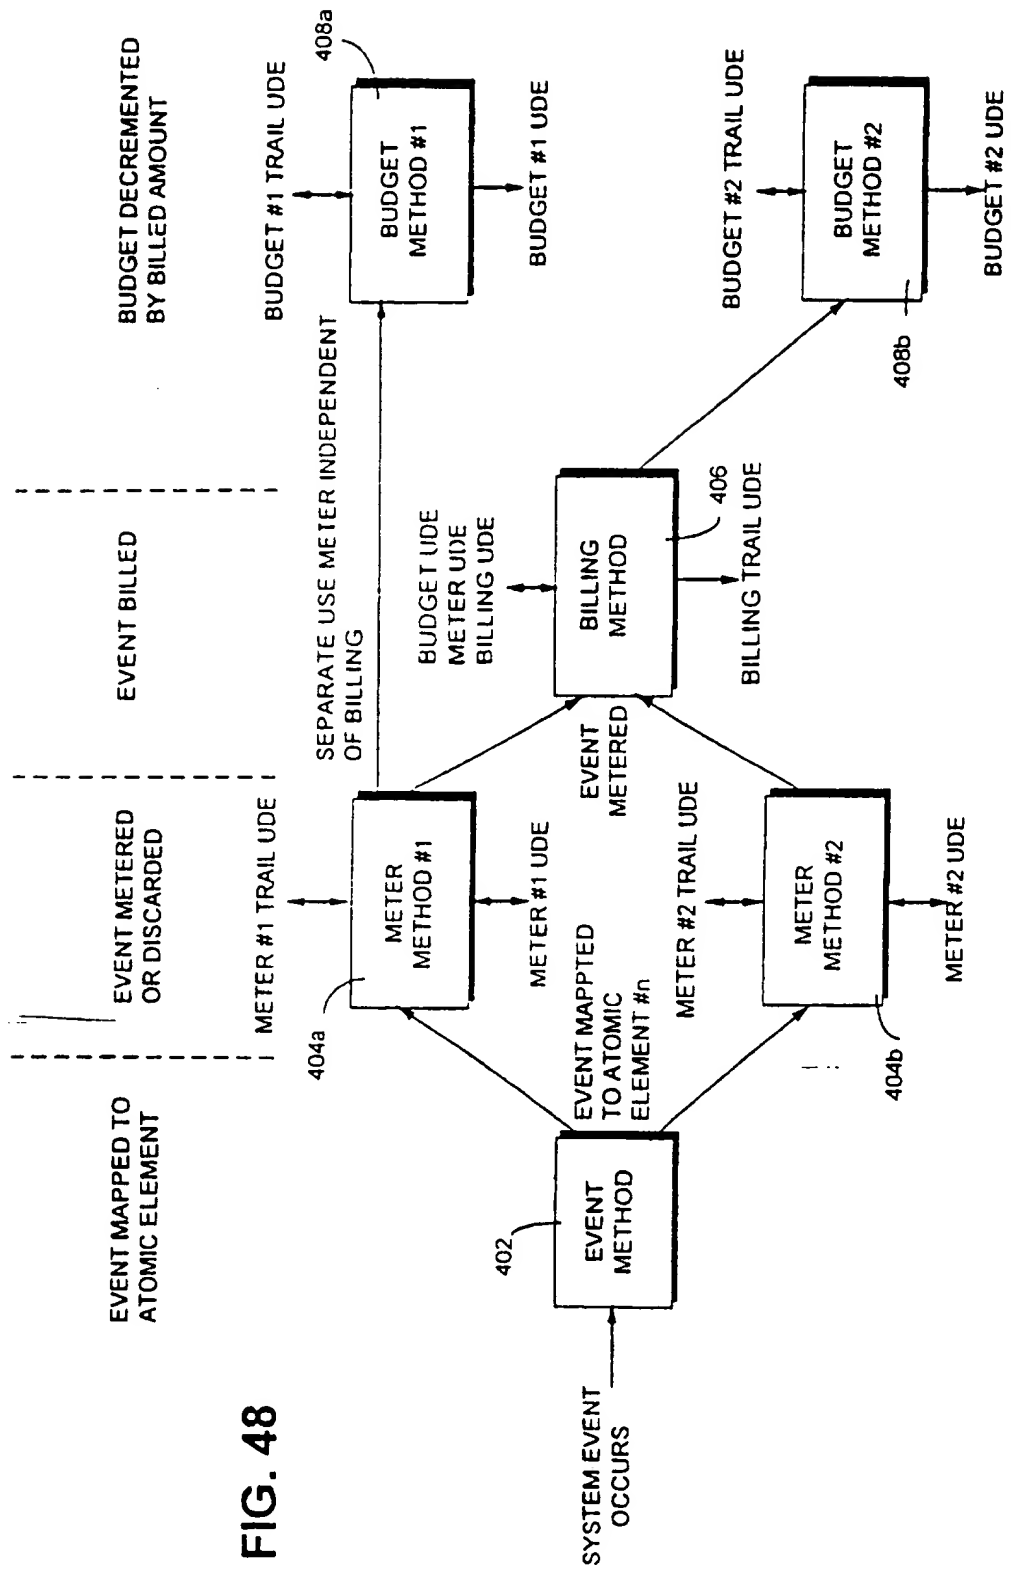 FIG. 48
EVENT MAPPED TO
ATOMIC ELEMENT
EVENT METERED
OR DISCARDED
EVENT BILLED
BUDGET DECREMENTED
BY BILLED AMOUNT
SYSTEM EVENT
OCCURS
402
EVENT
METHOD
EVENT MAPPTED
TO ATOMIC
ELEMENT #n
METER #1 TRAIL UDE
404a
METER
METHOD #1
METER #1 UDE
METER #2 TRAIL UDE
METER
METHOD #2
404b
METER #2 UDE
SEPARATE USE METER INDEPENDENT
OF BILLING
EVENT
METERED
BUDGET UDE
METER UDE
BILLING UDE
BILLING
METHOD
406
BILLING TRAIL UDE
BUDGET #1 TRAIL UDE
408a
BUDGET
METHOD #1
BUDGET #1 UDE
BUDGET #2 TRAIL UDE
BUDGET
METHOD #2
408b
BUDGET #2 UDE